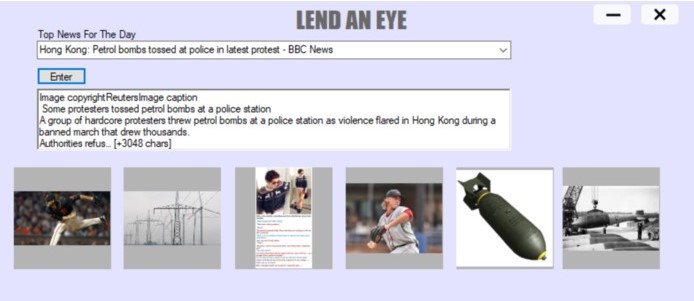 LEND AN EYE
Top News For The Day
Hong Kong: Petrol bombs tossed at police in latest protest - BBC News
Enter
Image copyrightReutersImage caption
Some protesters tossed petrol bombs at a police station
A group of hardcore protesters threw petrol bombs at a police station as violence flared in Hong Kong during a
banned march that drew thousands.
Authorities refus... [+3048 chars]